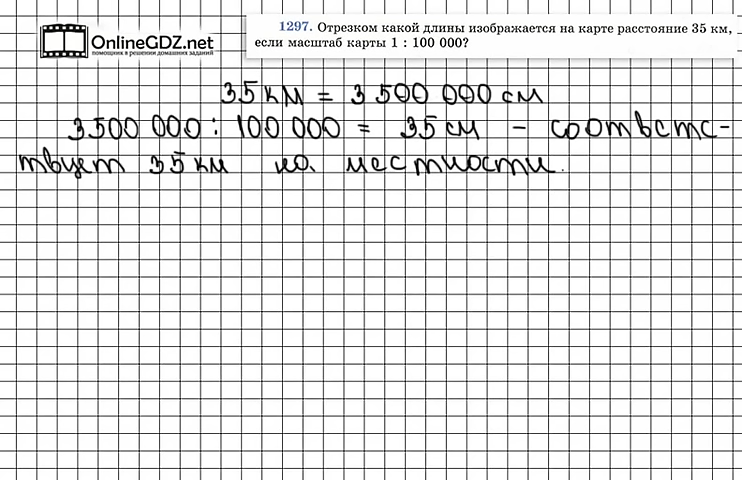 OnlineGDZ.net
помощник в решении домашних заданий
1297. Отрезком какой длины изображается на карте расстояние 35 км,
если масштаб карты 1 : 100 000?
35 км = 3 500 000 см
3 500 000 : 100 000 = 35 см - соответс-
твует 35 км на местности.